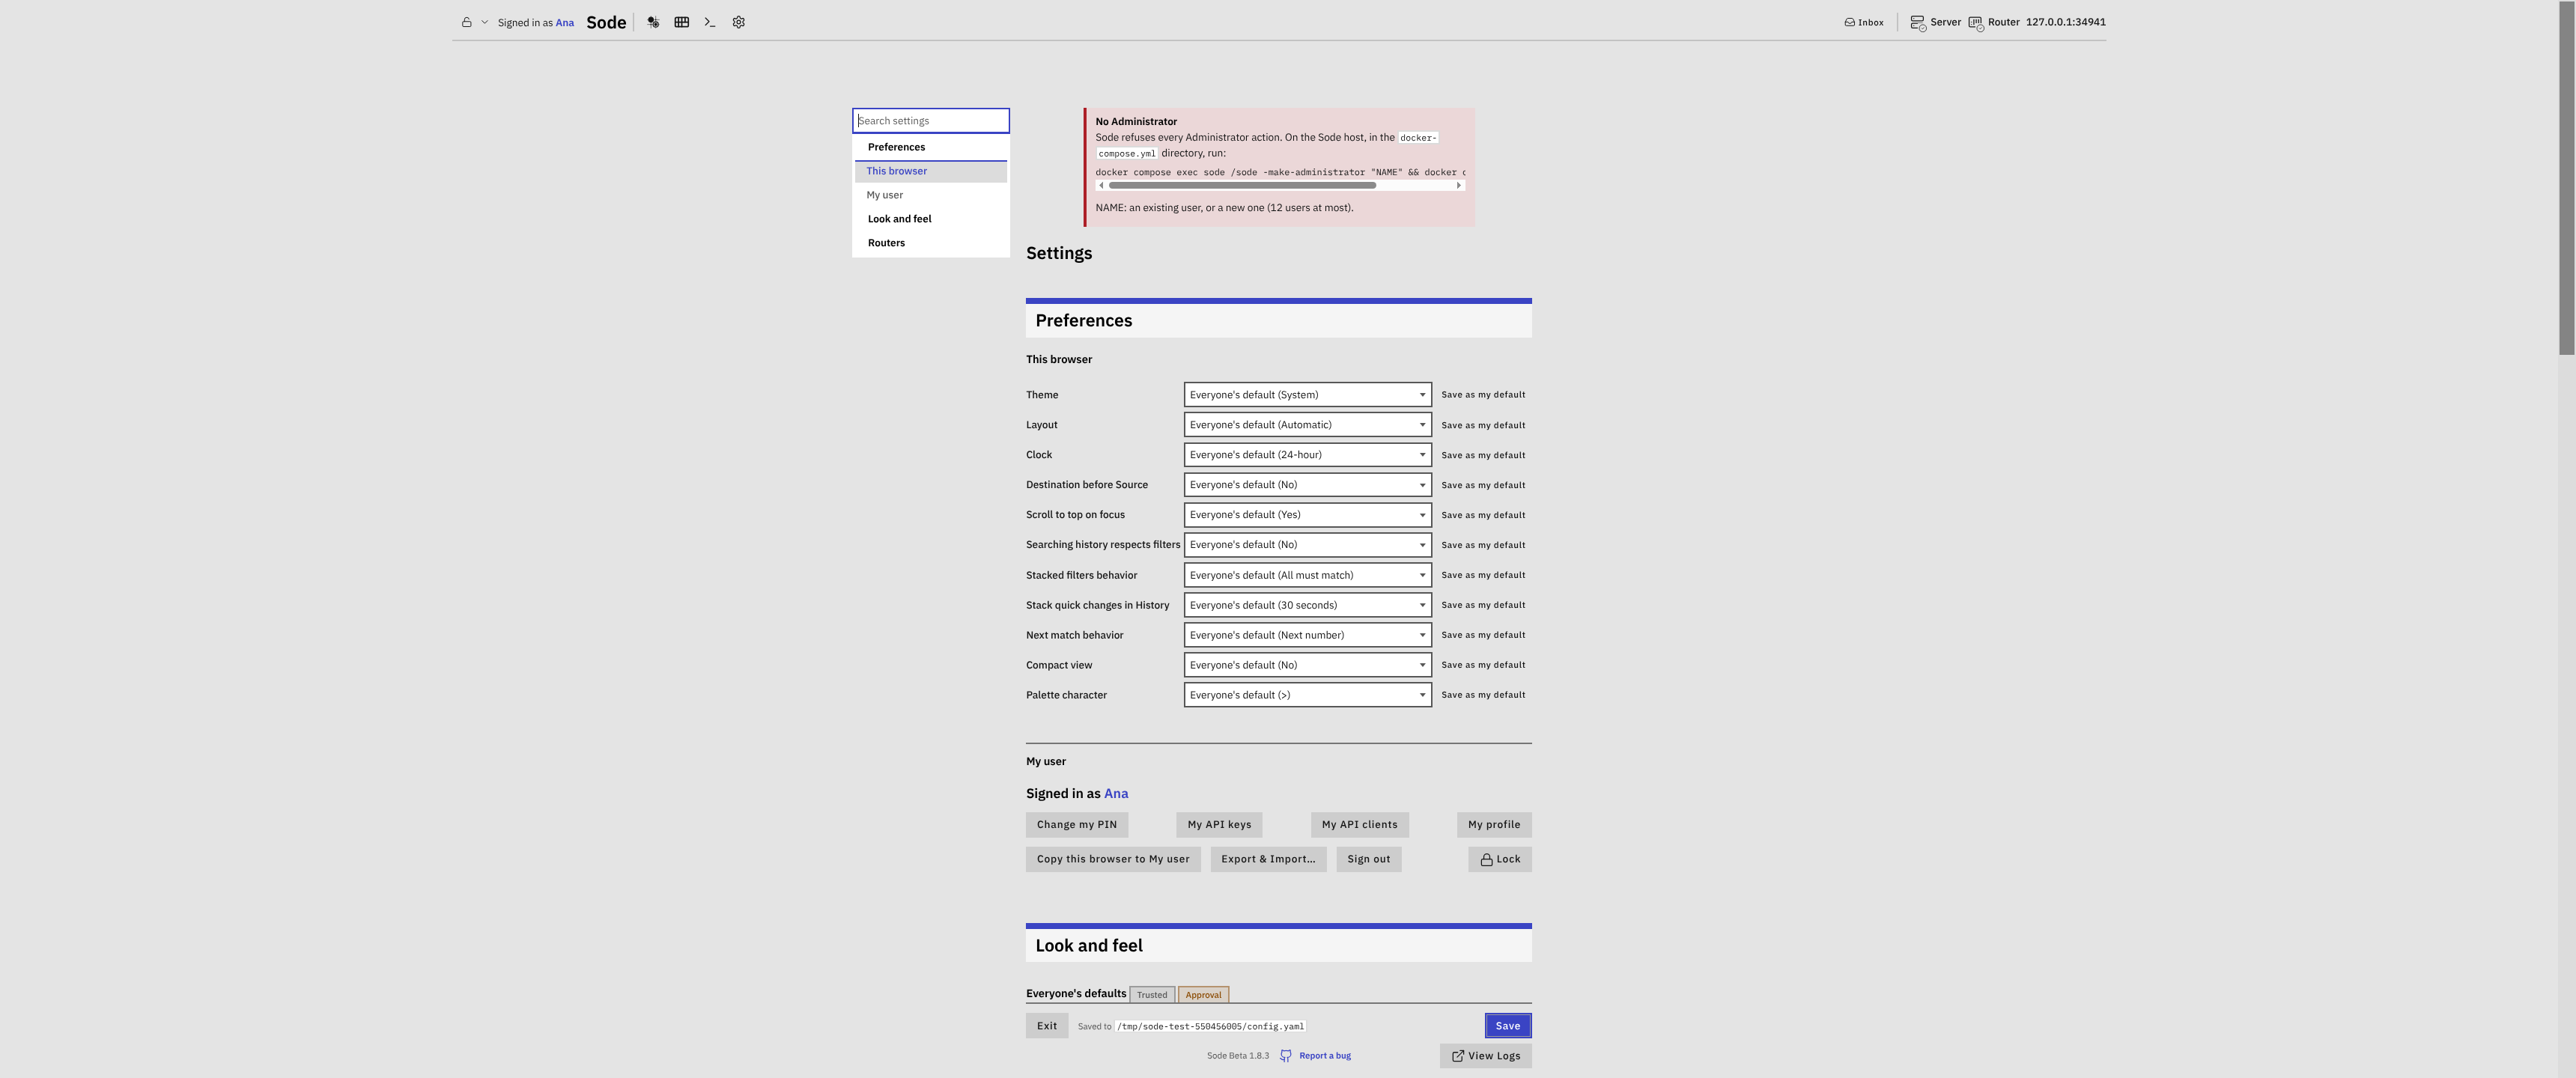 Signed in as Ana
Sode
Inbox
Server
Router 127.0.0.1:34941
Search settings
Preferences
This browser
My user
Look and feel
Routers
No Administrator
Sode refuses every Administrator action. On the Sode host, in the docker-
compose.yml directory, run:
docker compose exec sode /sode -make-administrator "NAME" && docker c
NAME: an existing user, or a new one (12 users at most).
Settings
Preferences
This browser
Theme Everyone's default (System) Save as my default
Layout Everyone's default (Automatic) Save as my default
Clock Everyone's default (24-hour) Save as my default
Destination before Source Everyone's default (No) Save as my default
Scroll to top on focus Everyone's default (Yes) Save as my default
Searching history respects filters Everyone's default (No) Save as my default
Stacked filters behavior Everyone's default (All must match) Save as my default
Stack quick changes in History Everyone's default (30 seconds) Save as my default
Next match behavior Everyone's default (Next number) Save as my default
Compact view Everyone's default (No) Save as my default
Palette character Everyone's default (>) Save as my default
My user
Signed in as Ana
Change my PIN My API keys My API clients My profile
Copy this browser to My user Export & Import... Sign out Lock
Look and feel
Everyone's defaults Trusted Approval
Exit Saved to /tmp/sode-test-550456005/config.yaml Save
Sode Beta 1.8.3 Report a bug View Logs